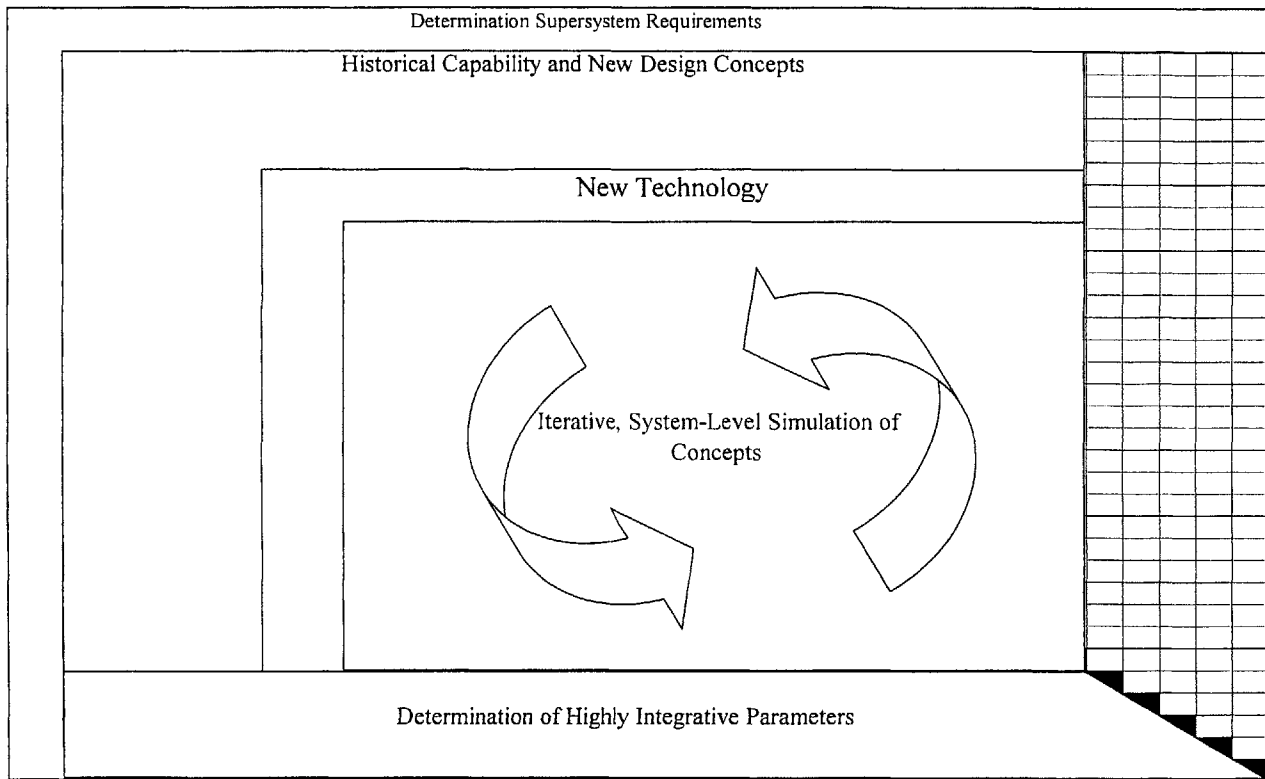 Determination Supersystem Requirements
Historical Capability and New Design Concepts
New Technology
Iterative, System-Level Simulation of
Concepts
Determination of Highly Integrative Parameters